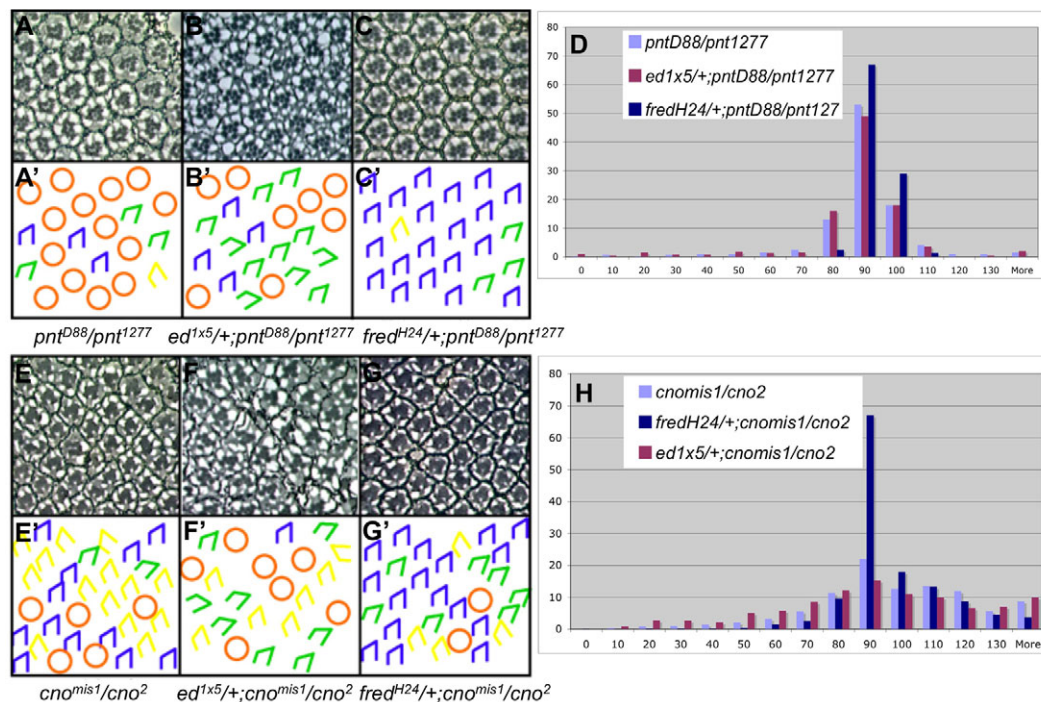 A B C
A' B' C'
pntD88/pnt1277 ed1x5/+;pntD88/pnt1277 fredH24/+;pntD88/pnt1277
D
80
70
60
50
40
30
20
10
0
pntD88/pnt1277
ed1x5/+;pntD88/pnt1277
fredH24/+;pntD88/pnt127
0 10 20 30 40 50 60 70 80 90 100 110 120 130 More
E F G
E' F' G'
cnomis1/cno2 ed1x5/+;cnomis1/cno2 fredH24/+;cnomis1/cno2
H
80
70
60
50
40
30
20
10
0
cnomis1/cno2
fredH24/+;cnomis1/cno2
ed1x5/+;cnomis1/cno2
0 10 20 30 40 50 60 70 80 90 100 110 120 130 More